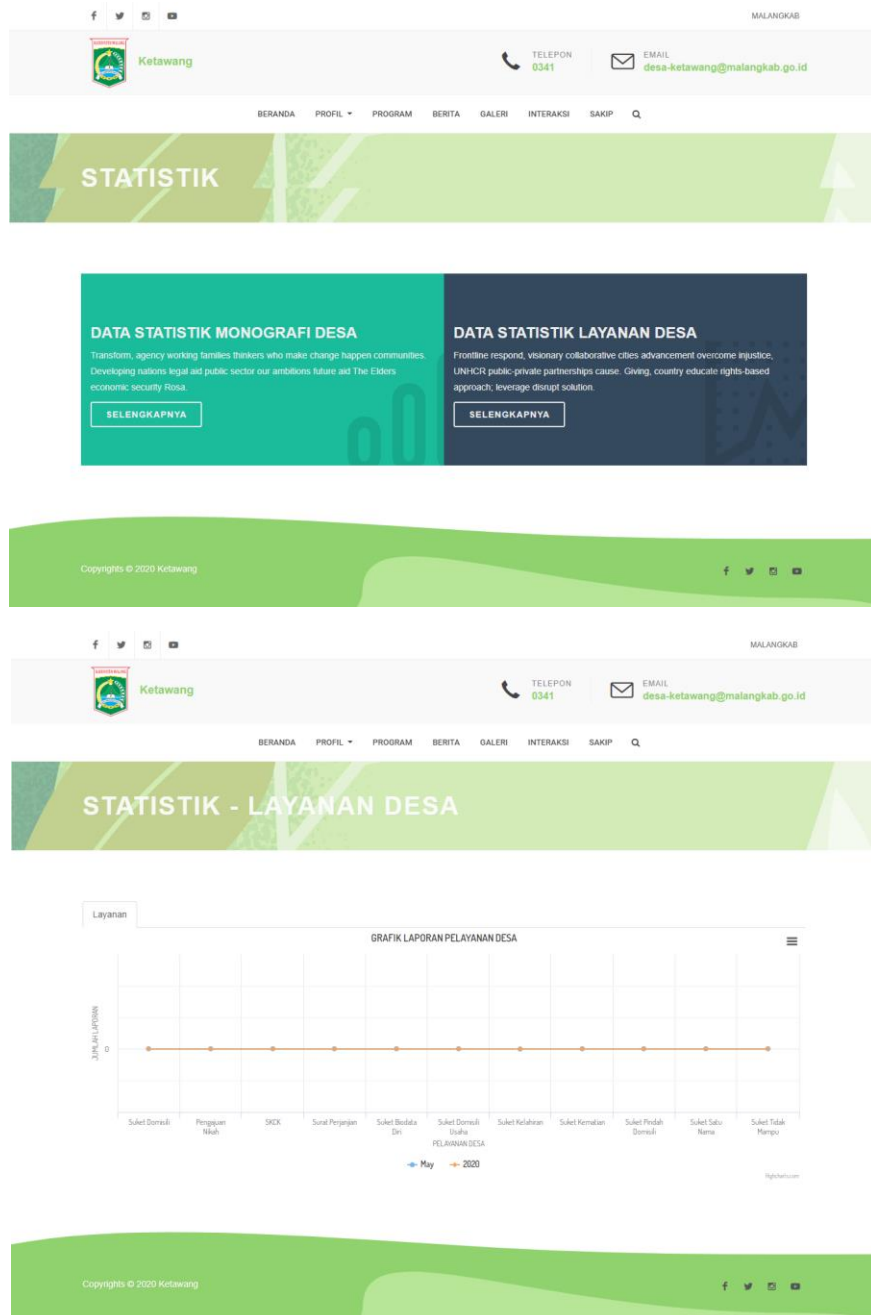 MALANGKAB
Ketawang
TELEPON
0341
EMAIL
desa-ketawang@malangkab.go.id
BERANDA PROFIL PROGRAM BERITA GALERI INTERAKSI SAKIP
STATISTIK
DATA STATISTIK MONOGRAFI DESA
Transform, agency working families thinkers who make change happen communities.
Developing nations legal aid public sector our ambitions future aid The Elders
economic security Rosa.
SELENGKAPNYA
DATA STATISTIK LAYANAN DESA
Frontline respond, visionary collaborative cities advancement overcome injustice,
UNHCR public-private partnerships cause. Giving, country educate rights-based
approach; leverage disrupt solution.
SELENGKAPNYA
Copyrights © 2020 Ketawang
MALANGKAB
Ketawang
TELEPON
0341
EMAIL
desa-ketawang@malangkab.go.id
BERANDA PROFIL PROGRAM BERITA GALERI INTERAKSI SAKIP
STATISTIK - LAYANAN DESA
Layanan
GRAFIK LAPORAN PELAYANAN DESA
JUMLAH LAPORAN
0
Suket Domisili
Pengajuan
Nikah
SKCK
Surat Perjanjian
Suket Biodata
Diri
Suket Domisili
Usaha
Suket Kelahiran
Suket Kematian
Suket Pindah
Domisili
Suket Satu
Nama
Suket Tidak
Mampu
PELAYANAN DESA
May 2020
Highcharts.com
Copyrights © 2020 Ketawang